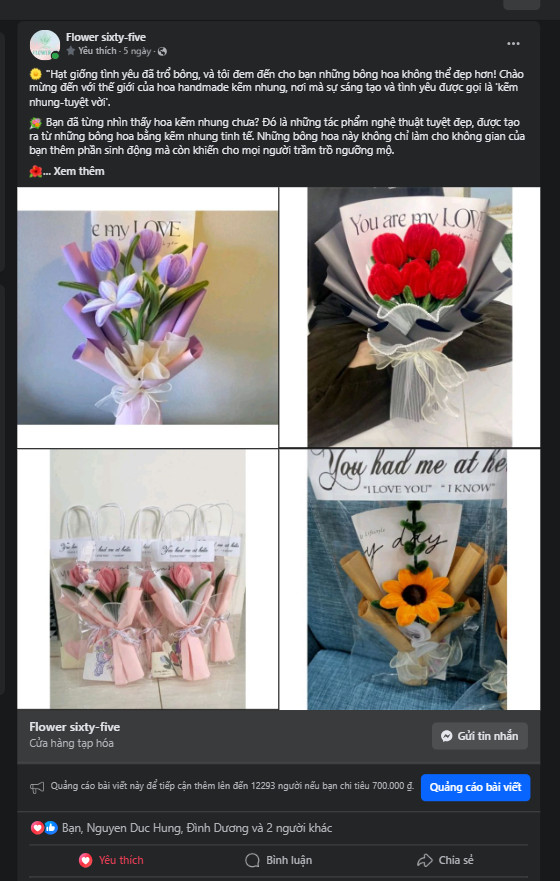 Flower sixty-five
Yêu thích · 5 ngày ·
"Hạt giống tình yêu đã trổ bông, và tôi đem đến cho bạn những bông hoa không thể đẹp hơn! Chào
mừng đến với thế giới của hoa handmade kẽm nhung, nơi mà sự sáng tạo và tình yêu được gọi là 'kẽm
nhung-tuyệt vời'.
Bạn đã từng nhìn thấy hoa kẽm nhung chưa? Đó là những tác phẩm nghệ thuật tuyệt đẹp, được tạo
ra từ những bông hoa bằng kẽm nhung tinh tế. Những bông hoa này không chỉ làm cho không gian của
bạn thêm phần sinh động mà còn khiến cho mọi người trầm trồ ngưỡng mộ.
... Xem thêm
e my LOVE
You are my LOVE
You had me at hello
You had me at hello
You had me at he
"I LOVE YOU" "I KNOW"
y day
Flower sixty-five
Cửa hàng tạp hóa
Gửi tin nhắn
Quảng cáo bài viết này để tiếp cận thêm lên đến 12293 người nếu bạn chi tiêu 700.000 ₫.
Quảng cáo bài viết
Bạn, Nguyen Duc Hung, Đình Dương và 2 người khác
Yêu thích
Bình luận
Chia sẻ